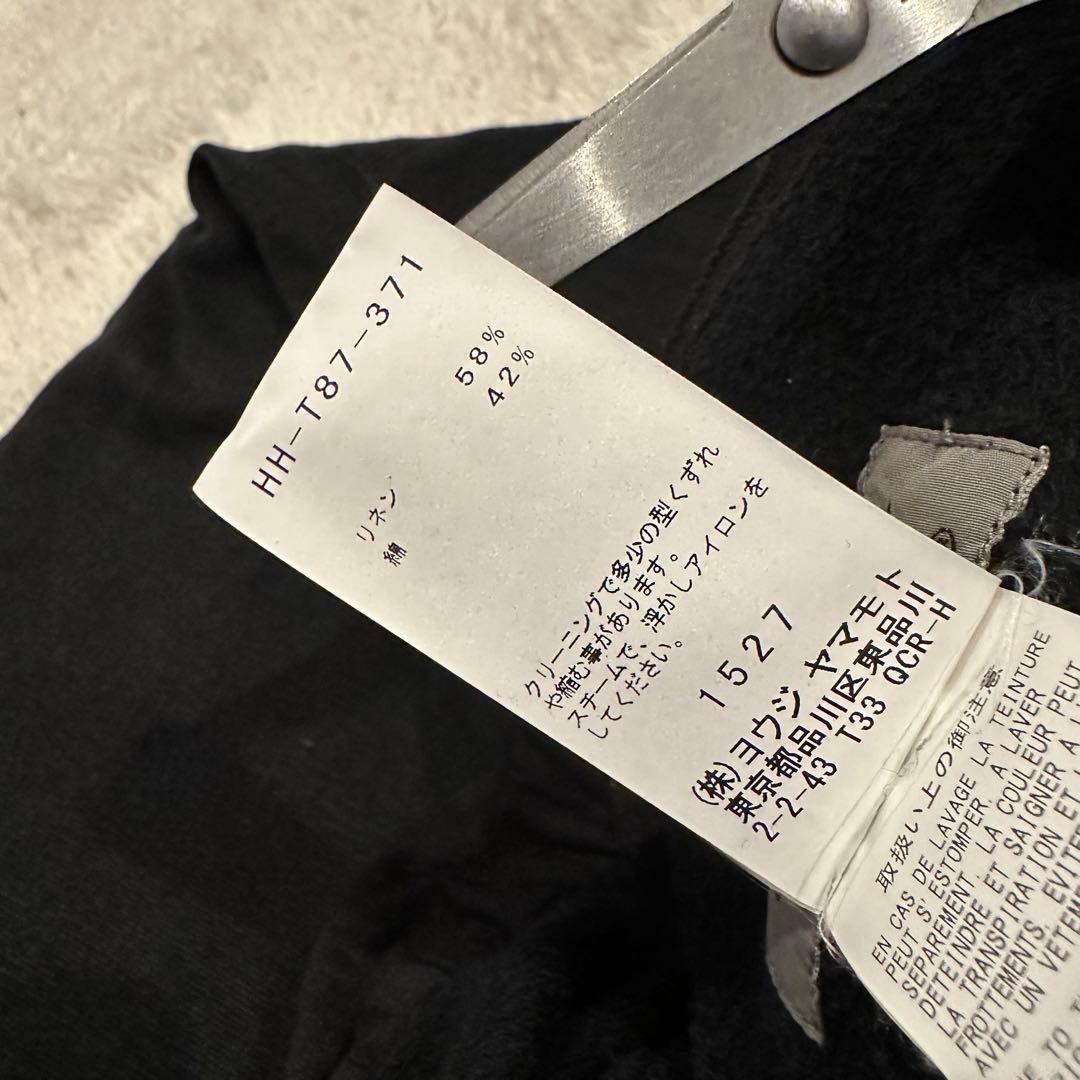 HH-T87-371
リネン 58%
綿 42%
クリーニングで多少の型くずれ
や縮む事があります。
スチームで、浮かしアイロンを
してください。
1527
(株)ヨウジ ヤマモト
東京都品川区東品川
2-2-43 T33 QCR-H
取扱い上の御注意
EN CAS DE LAVAGE LA TEINTURE
PEUT S'ESTOMPER. A LAVER
SEPAREMENT. LA COULEUR PEUT
DETEINDRE ET SAIGNER A
LA TRANSPIRATION ET
FROTTEMENTS. EVITER
AVEC UN VETE
TO